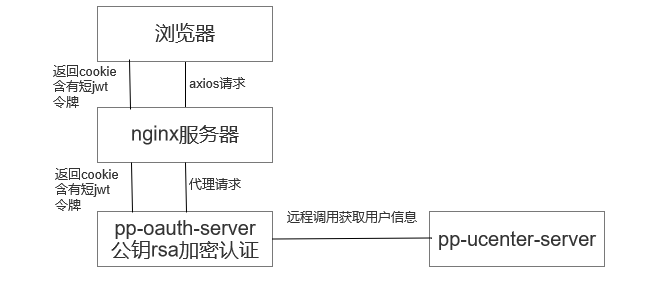 浏览器
返回cookie
含有短jwt
令牌
axios请求
nginx服务器
返回cookie
含有短jwt
令牌
代理请求
pp-oauth-server
公钥rsa加密认证
远程调用获取用户信息
pp-ucenter-server